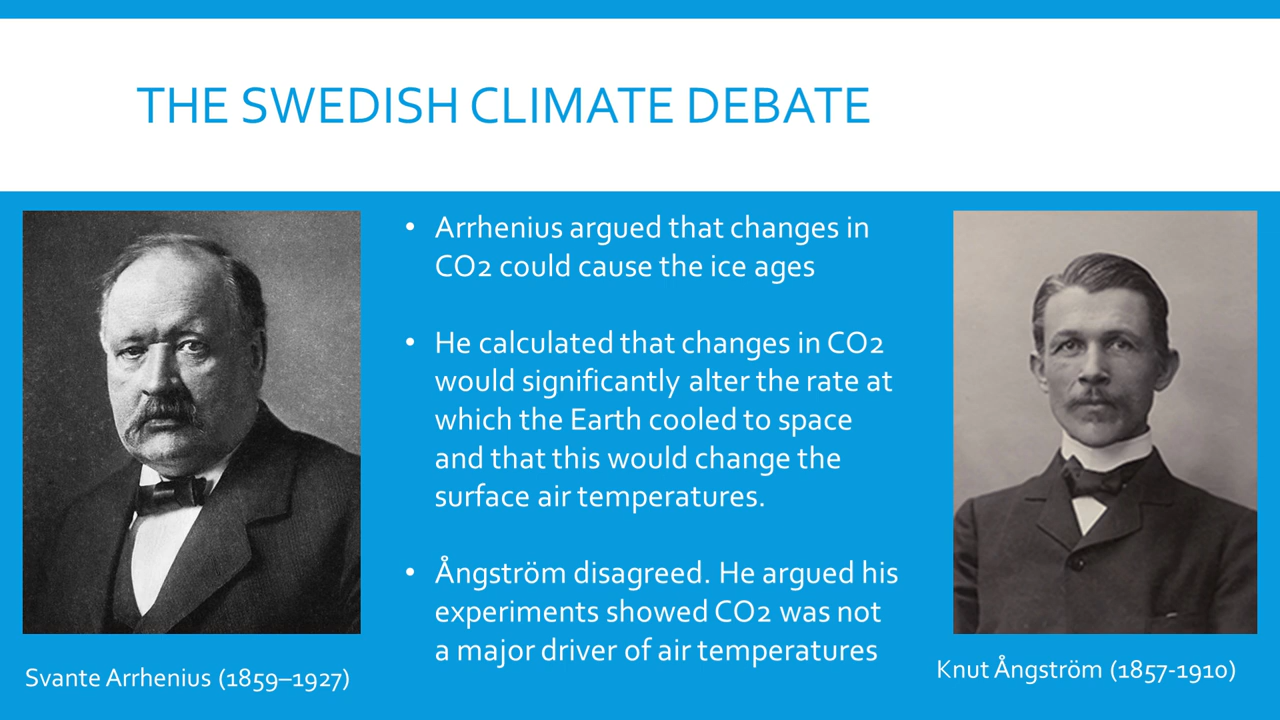 THE SWEDISH CLIMATE DEBATE
• Arrhenius argued that changes in
CO2 could cause the ice ages
• He calculated that changes in CO2
would significantly alter the rate at
which the Earth cooled to space
and that this would change the
surface air temperatures.
• Ångström disagreed. He argued his
experiments showed CO2 was not
a major driver of air temperatures
Svante Arrhenius (1859–1927)
Knut Ångström (1857-1910)